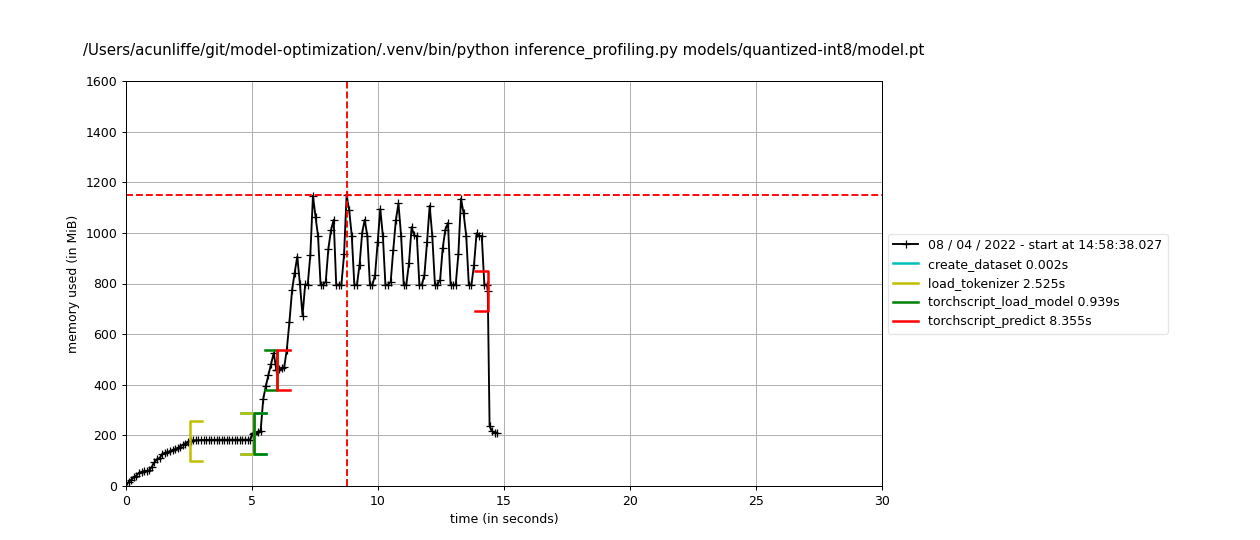 /Users/acunliffe/git/model-optimization/.venv/bin/python inference_profiling.py models/quantized-int8/model.pt
1600
1400
1200
1000
800
600
400
200
0
memory used (in MiB)
0 5 10 15 20 25 30
time (in seconds)
08 / 04 / 2022 - start at 14:58:38.027
create_dataset 0.002s
load_tokenizer 2.525s
torchscript_load_model 0.939s
torchscript_predict 8.355s